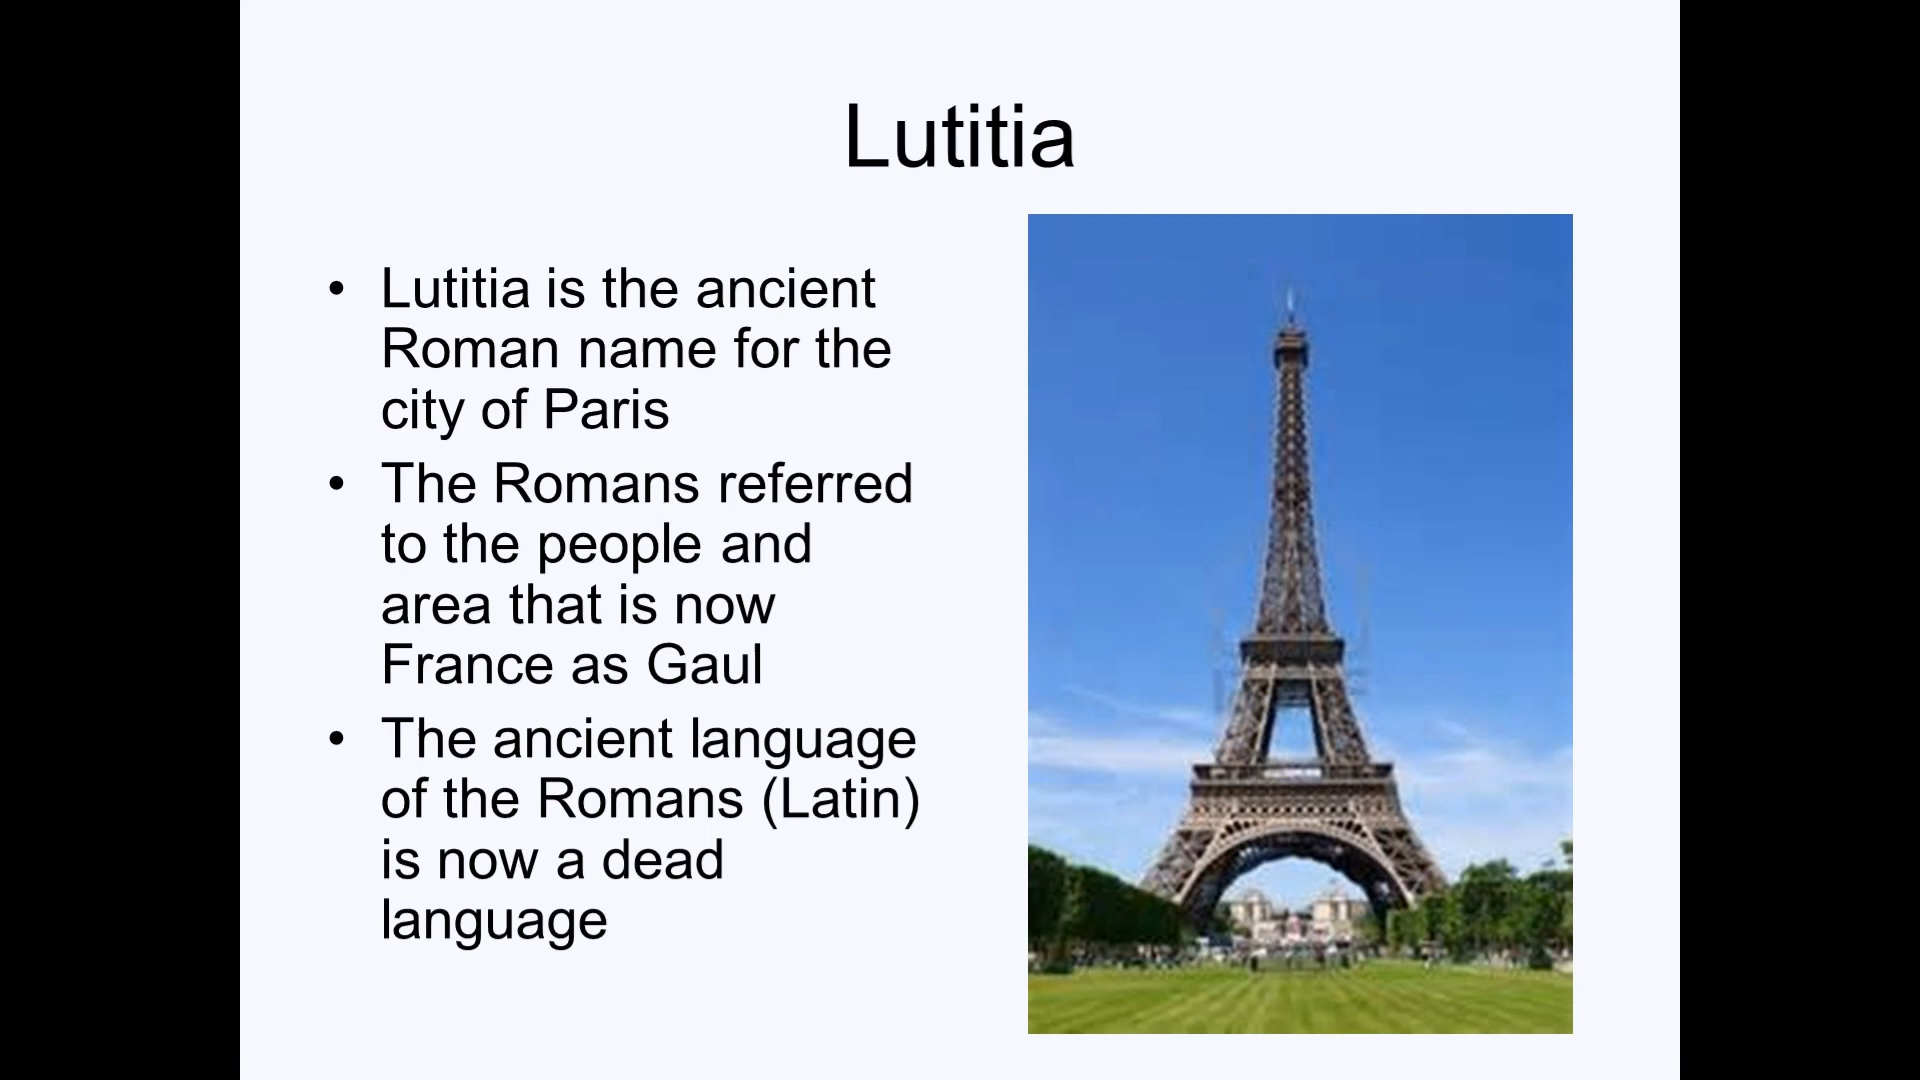 Lutitia
• Lutitia is the ancient
Roman name for the
city of Paris
• The Romans referred
to the people and
area that is now
France as Gaul
• The ancient language
of the Romans (Latin)
is now a dead
language